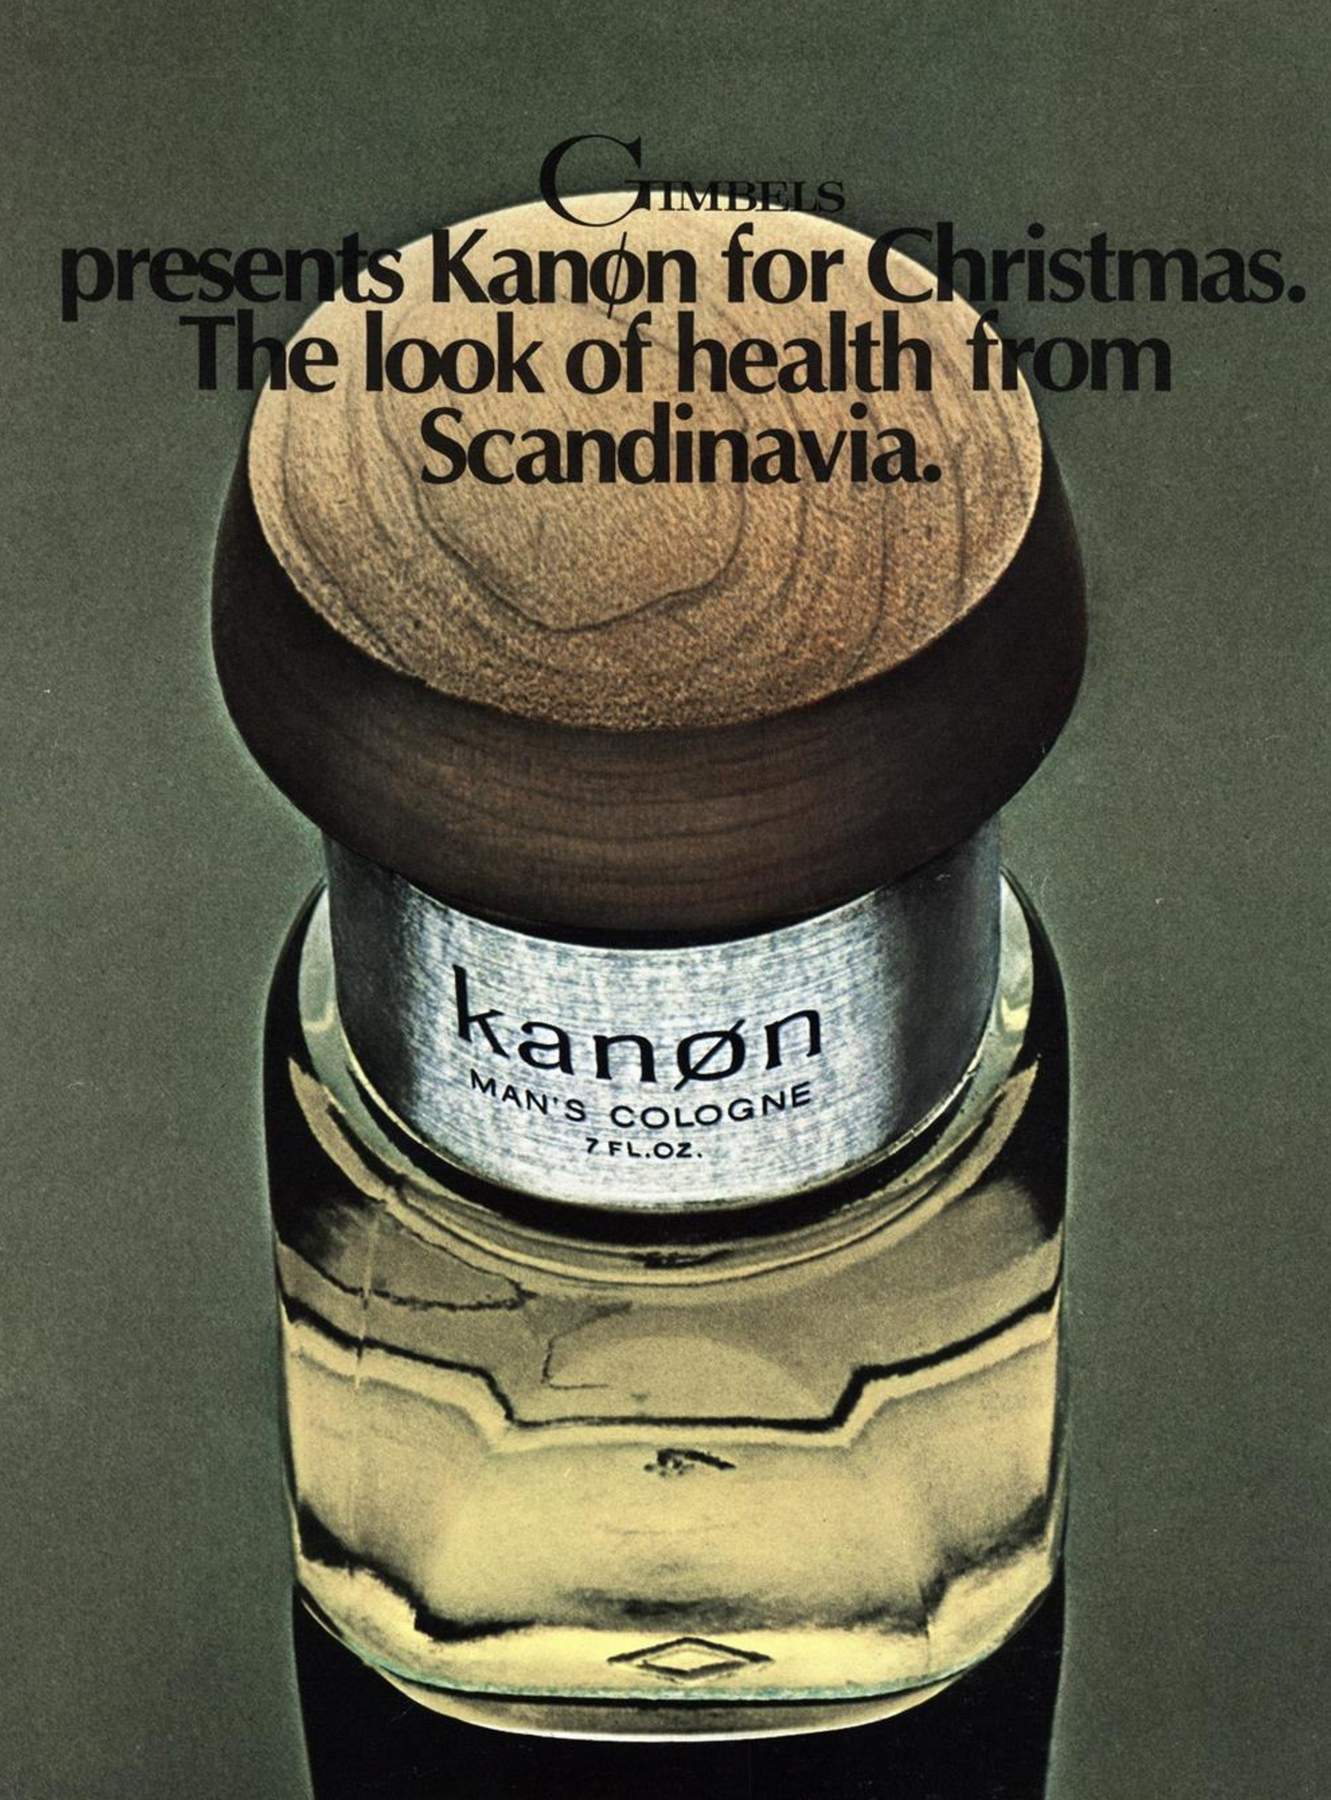 GIMBELS
presents Kanøn for Christmas.
The look of health from
Scandinavia.
kanøn
MAN'S COLOGNE
7 FL.OZ.